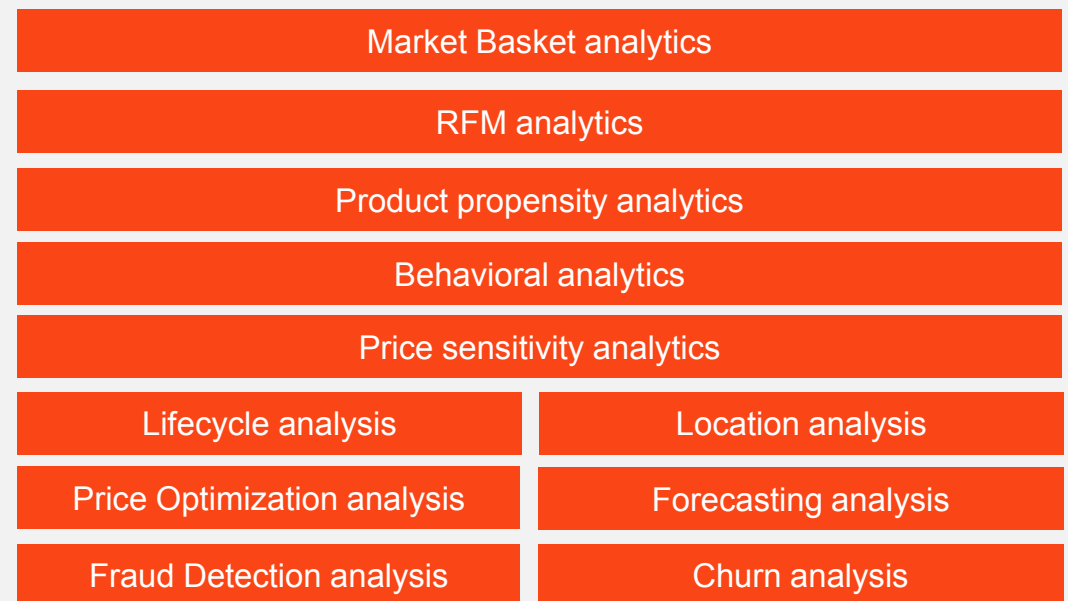 Market Basket analytics
RFM analytics
Product propensity analytics
Behavioral analytics
Price sensitivity analytics
Lifecycle analysis
Location analysis
Price Optimization analysis
Forecasting analysis
Fraud Detection analysis
Churn analysis